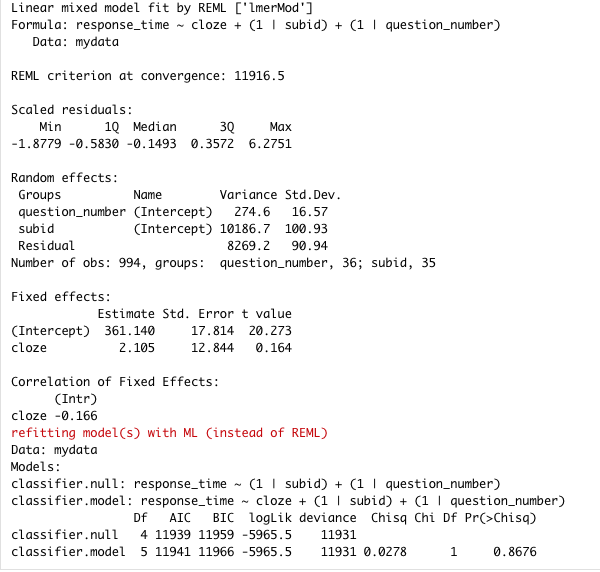 Linear mixed model fit by REML ['lmerMod']
Formula: response_time ~ cloze + (1 | subid) + (1 | question_number)
   Data: mydata

REML criterion at convergence: 11916.5

Scaled residuals:
    Min      1Q  Median      3Q     Max
-1.8779 -0.5830 -0.1493  0.3572  6.2751

Random effects:
 Groups          Name        Variance Std.Dev.
 question_number (Intercept)   274.6   16.57
 subid           (Intercept) 10186.7  100.93
 Residual                     8269.2   90.94
Number of obs: 994, groups:  question_number, 36; subid, 35

Fixed effects:
            Estimate Std. Error t value
(Intercept)  361.140     17.814  20.273
cloze          2.105     12.844   0.164

Correlation of Fixed Effects:
      (Intr)
cloze -0.166
refitting model(s) with ML (instead of REML)
Data: mydata
Models:
classifier.null: response_time ~ (1 | subid) + (1 | question_number)
classifier.model: response_time ~ cloze + (1 | subid) + (1 | question_number)
                 Df   AIC   BIC  logLik deviance  Chisq Chi Df Pr(>Chisq)
classifier.null   4 11939 11959 -5965.5    11931
classifier.model  5 11941 11966 -5965.5    11931 0.0278      1     0.8676